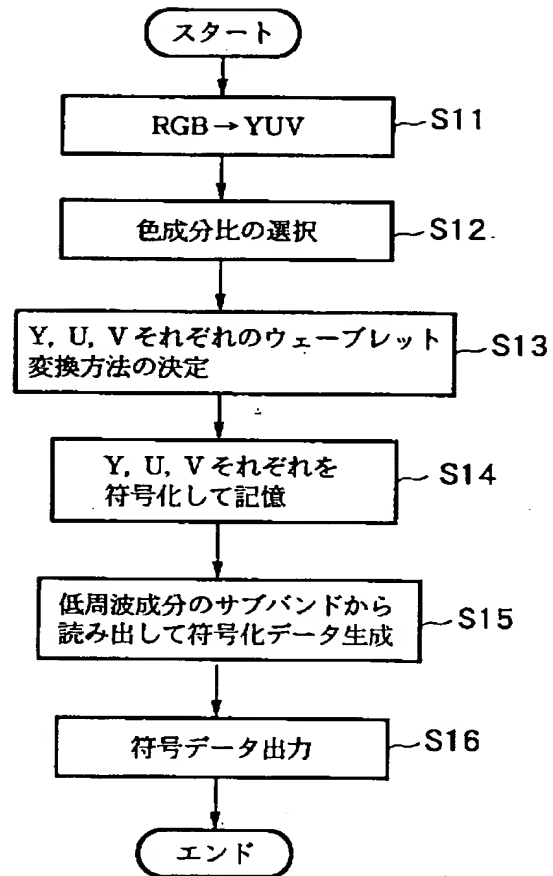 スタート
RGB→YUV
S11
色成分比の選択
S12
Y, U, V それぞれのウェーブレット
変換方法の決定
S13
Y, U, V それぞれを
符号化して記憶
S14
低周波成分のサブバンドから
読み出して符号化データ生成
S15
符号データ出力
S16
エンド